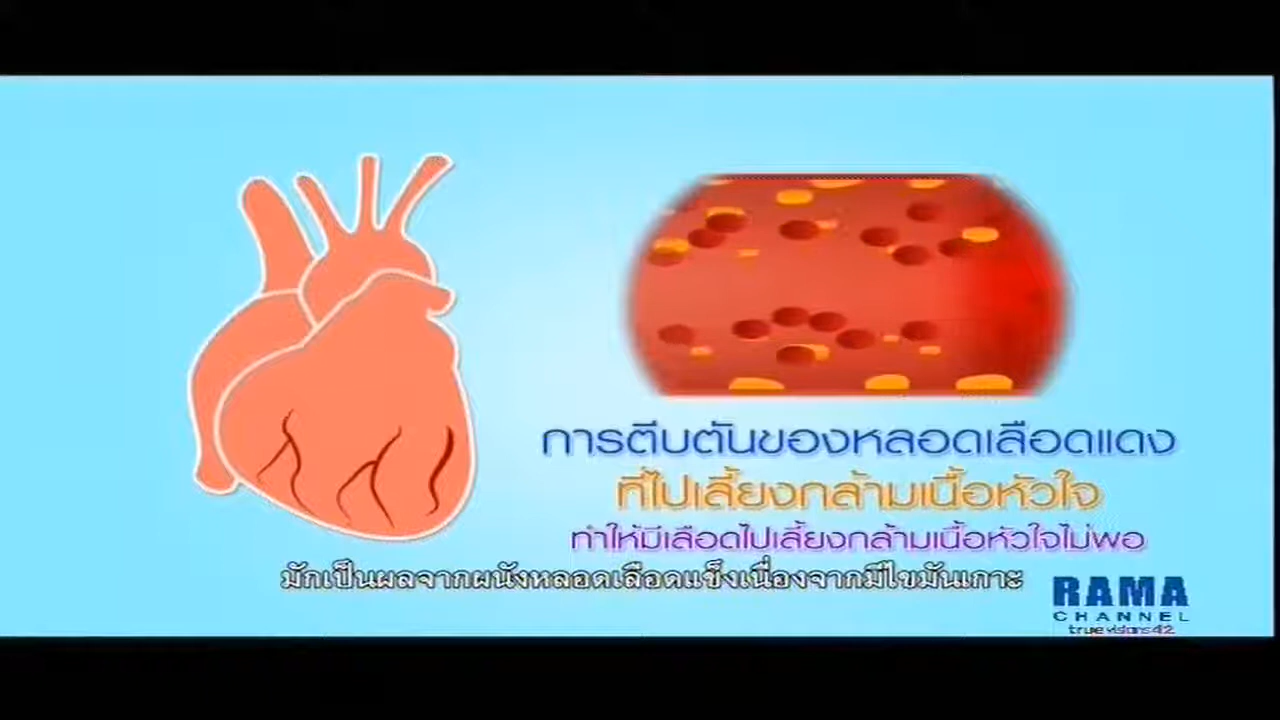 การตีบตันของหลอดเลือดแดง
ที่ไปเลี้ยงกล้ามเนื้อหัวใจ
ทำให้มีเลือดไปเลี้ยงกล้ามเนื้อหัวใจไม่พอ
มักเป็นผลจากผนังหลอดเลือดแข็งเนื่องจากมีไขมันเกาะ
RAMA
CHANNEL
true visions 42